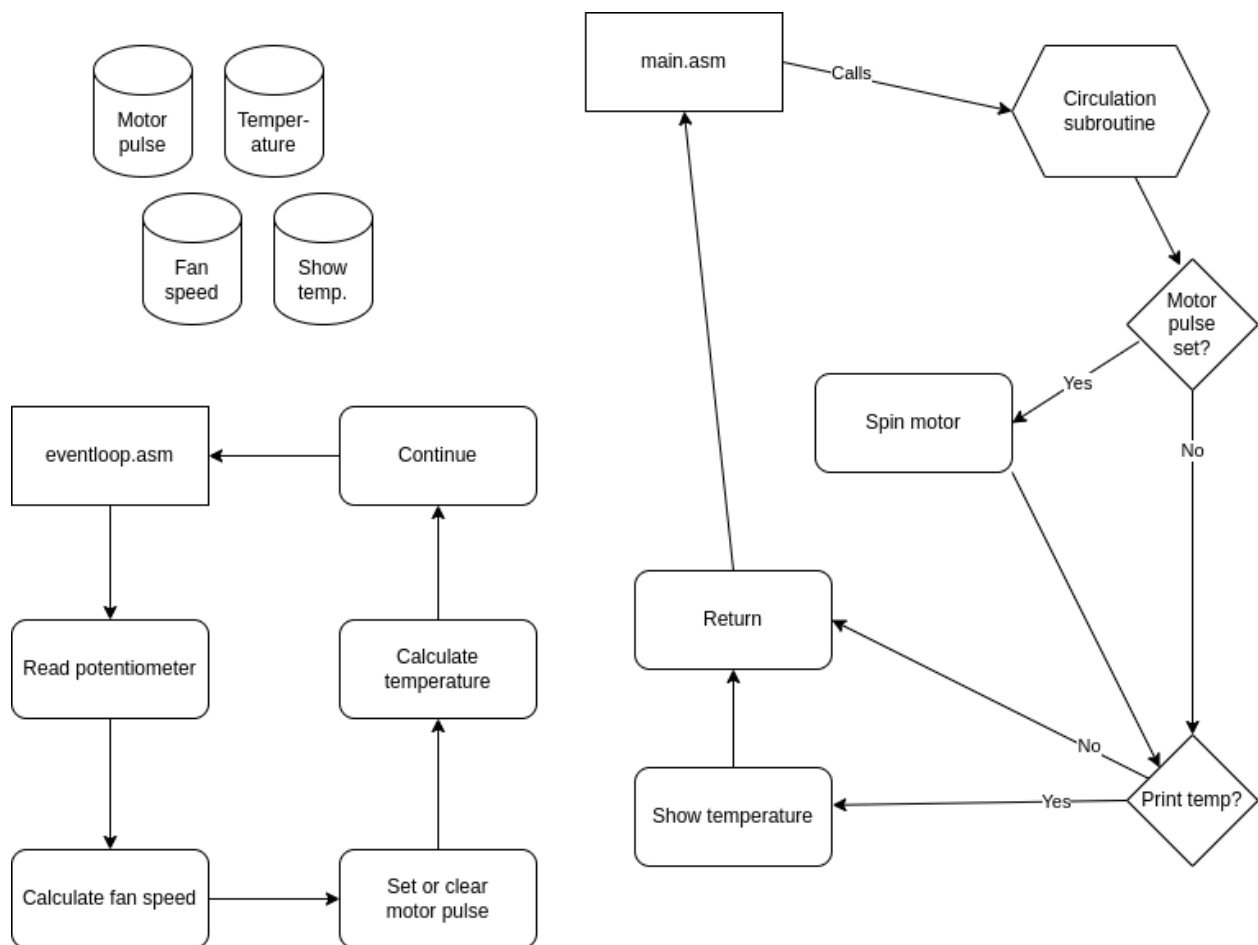 Motor
pulse
Temper-
ature
Fan
speed
Show
temp.
main.asm
Calls
Circulation
subroutine
Motor
pulse
set?
Yes
No
Spin motor
Print temp?
No
Yes
Show temperature
Return
eventloop.asm
Read potentiometer
Calculate fan speed
Set or clear
motor pulse
Calculate
temperature
Continue